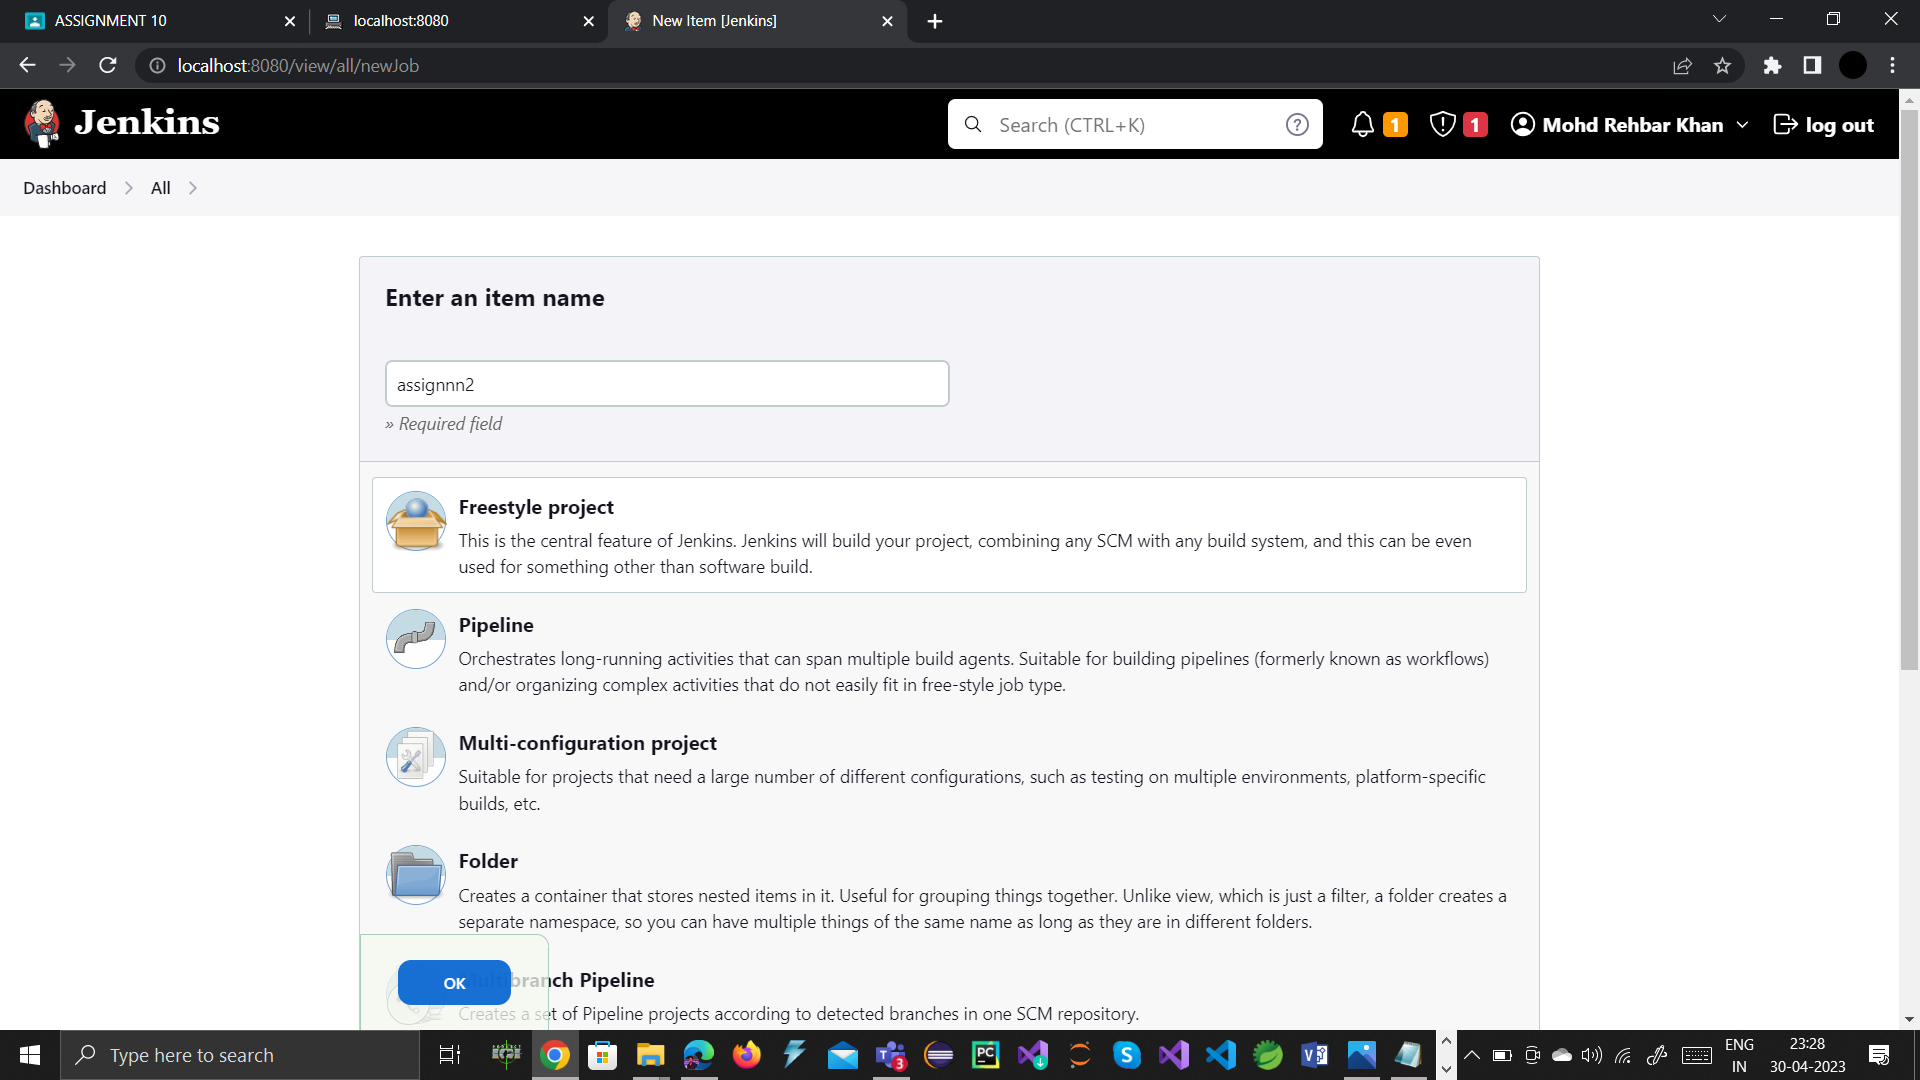 ASSIGNMENT 10
localhost:8080
New Item [Jenkins]
localhost:8080/view/all/newJob
Jenkins
Search (CTRL+K)
1
1
Mohd Rehbar Khan
log out
Dashboard
All
Enter an item name
assignnn2
» Required field
Freestyle project
This is the central feature of Jenkins. Jenkins will build your project, combining any SCM with any build system, and this can be even
used for something other than software build.
Pipeline
Orchestrates long-running activities that can span multiple build agents. Suitable for building pipelines (formerly known as workflows)
and/or organizing complex activities that do not easily fit in free-style job type.
Multi-configuration project
Suitable for projects that need a large number of different configurations, such as testing on multiple environments, platform-specific
builds, etc.
Folder
Creates a container that stores nested items in it. Useful for grouping things together. Unlike view, which is just a filter, a folder creates a
separate namespace, so you can have multiple things of the same name as long as they are in different folders.
OK
Multibranch Pipeline
Creates a set of Pipeline projects according to detected branches in one SCM repository.
Type here to search
PC
3
S
ENG
IN
23:28
30-04-2023